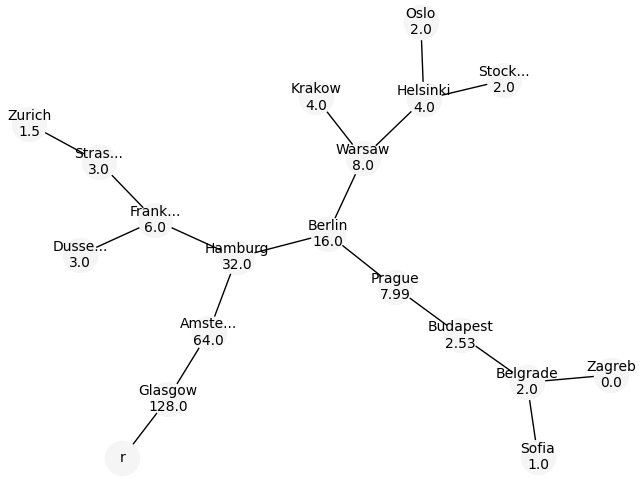 Oslo
2.0
Stock...
2.0
Krakow
4.0
Helsinki
4.0
Zurich
1.5
Stras...
3.0
Warsaw
8.0
Frank...
6.0
Dusse...
3.0
Hamburg
32.0
Berlin
16.0
Prague
7.99
Amste...
64.0
Budapest
2.53
Belgrade
2.0
Zagreb
0.0
Glasgow
128.0
r
Sofia
1.0